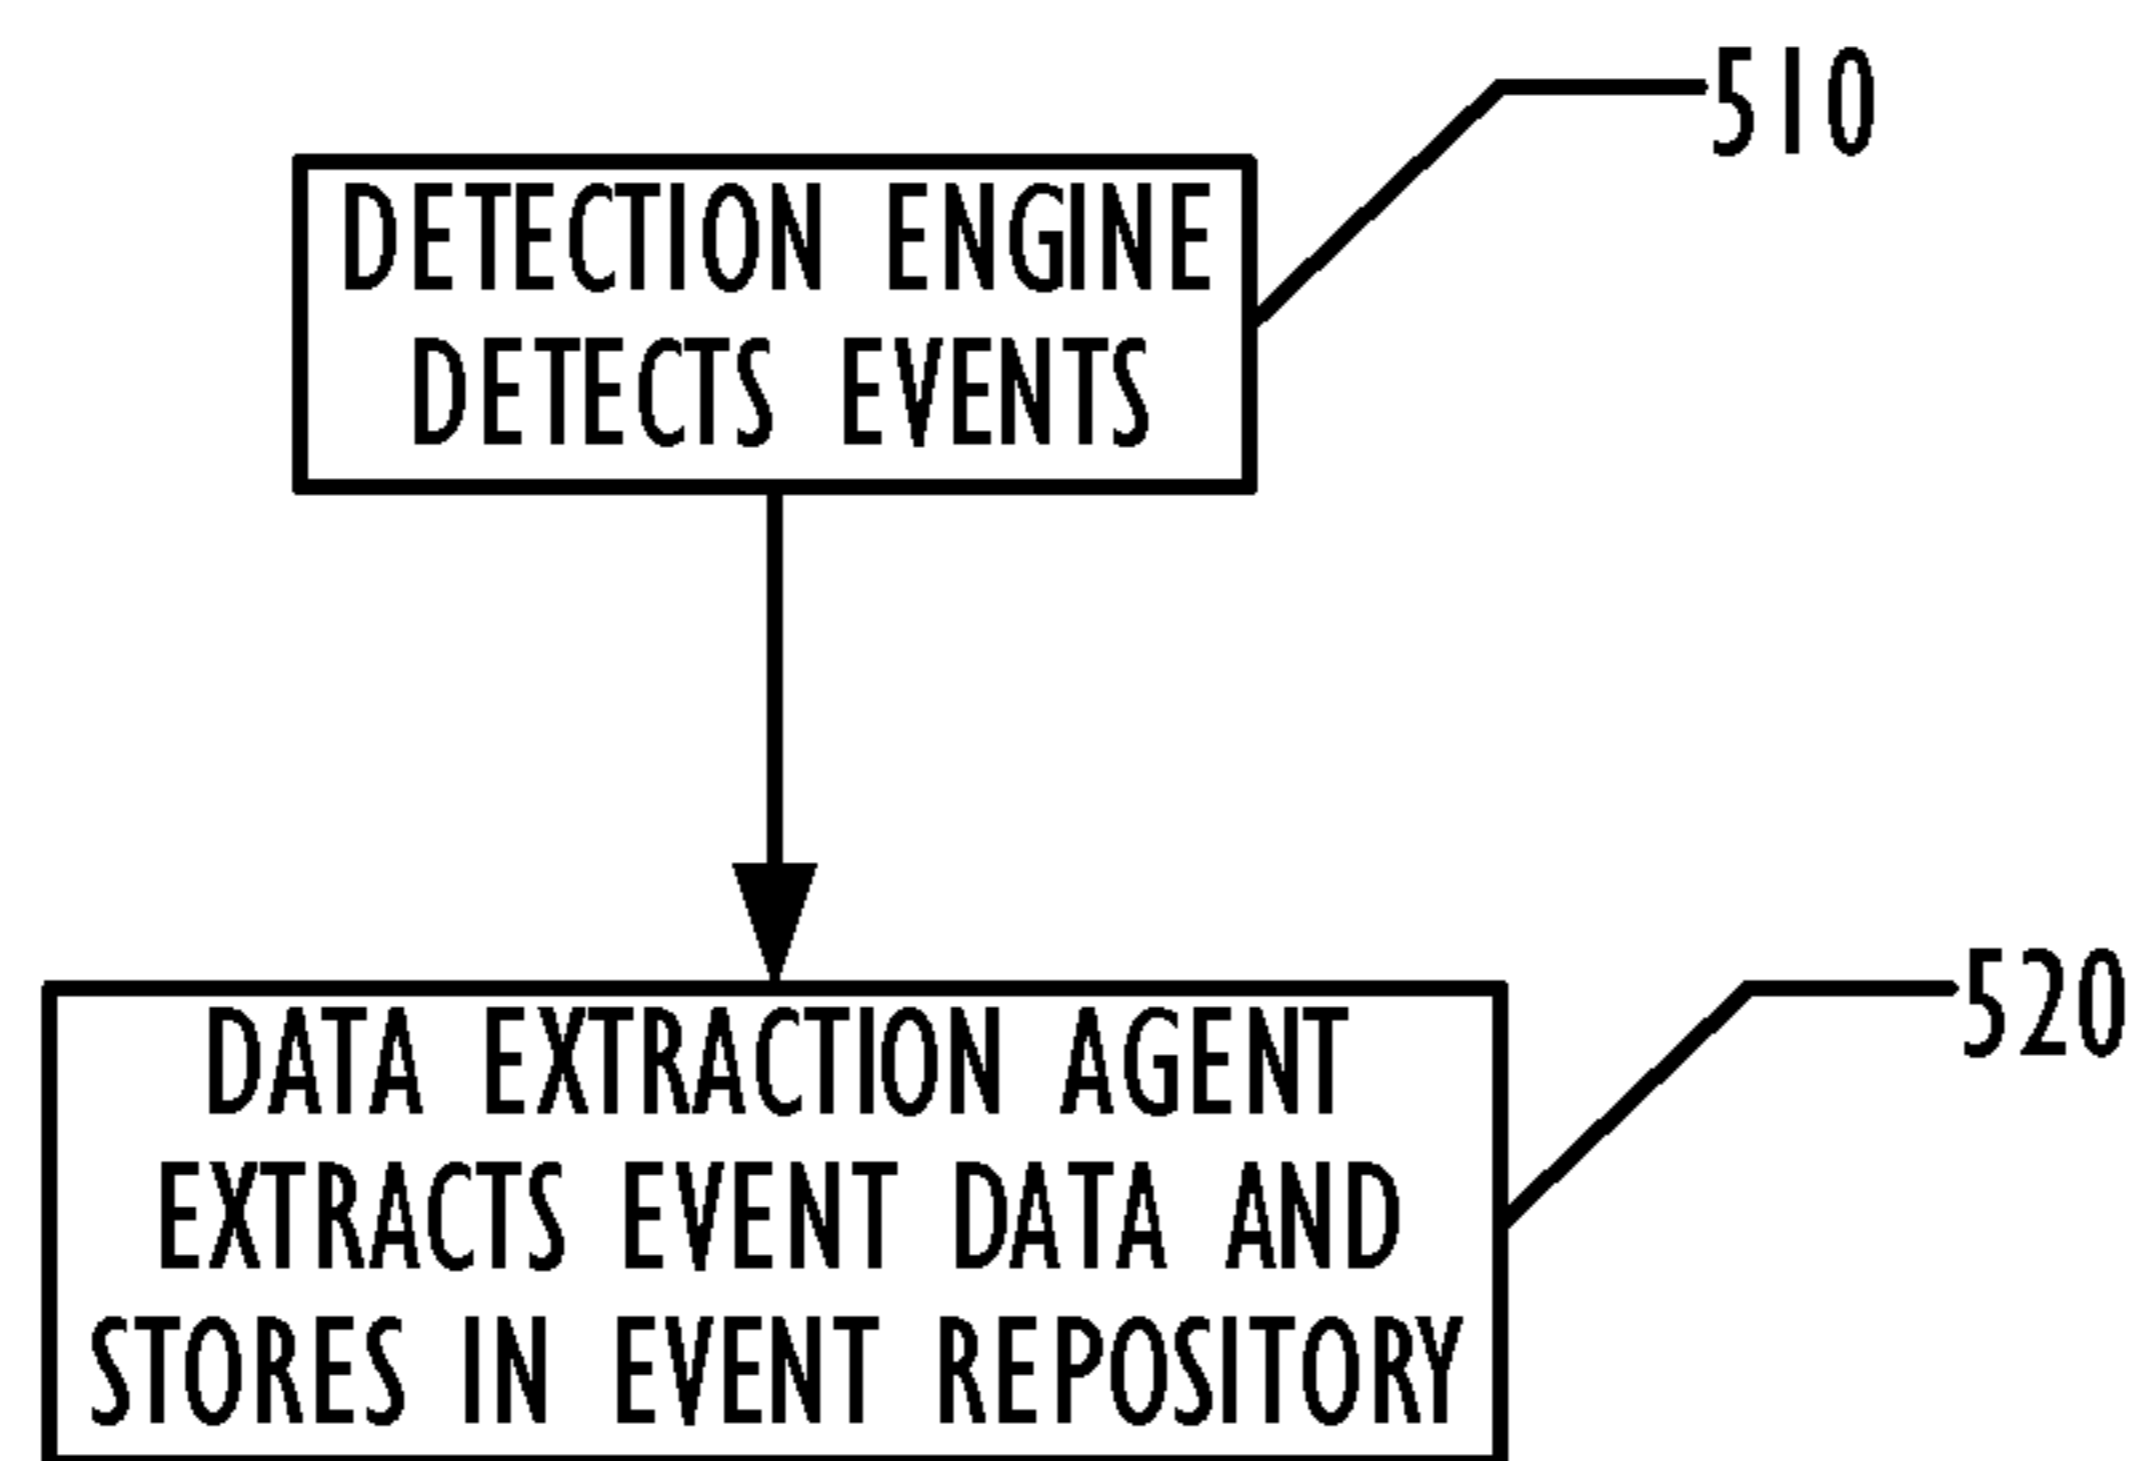 510
DETECTION ENGINE
DETECTS EVENTS
520
DATA EXTRACTION AGENT
EXTRACTS EVENT DATA AND
STORES IN EVENT REPOSITORY